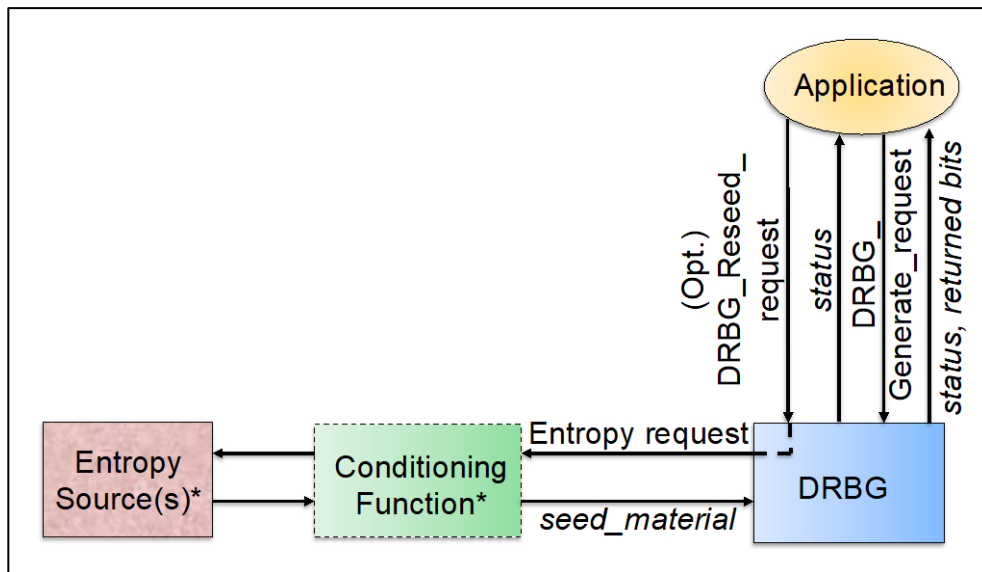 Application
(Opt.)
DRBG_Reseed_
request
status
DRBG_
Generate_request
status, returned bits
Entropy request
Entropy
Source(s)*
Conditioning
Function*
seed_material
DRBG